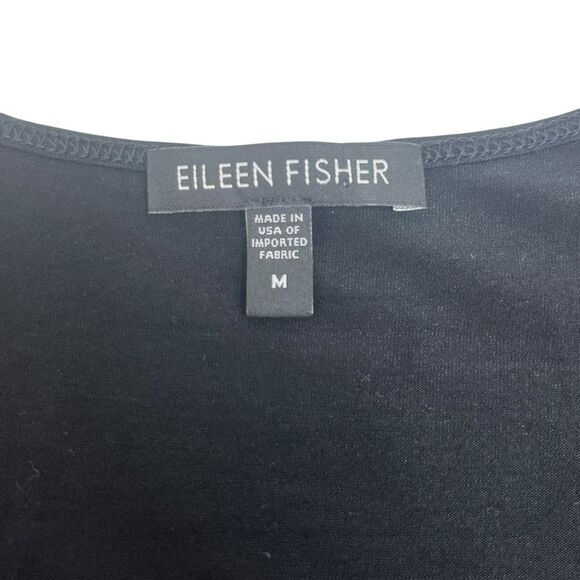 EILEEN FISHER
MADE IN
USA OF
IMPORTED
FABRIC
M